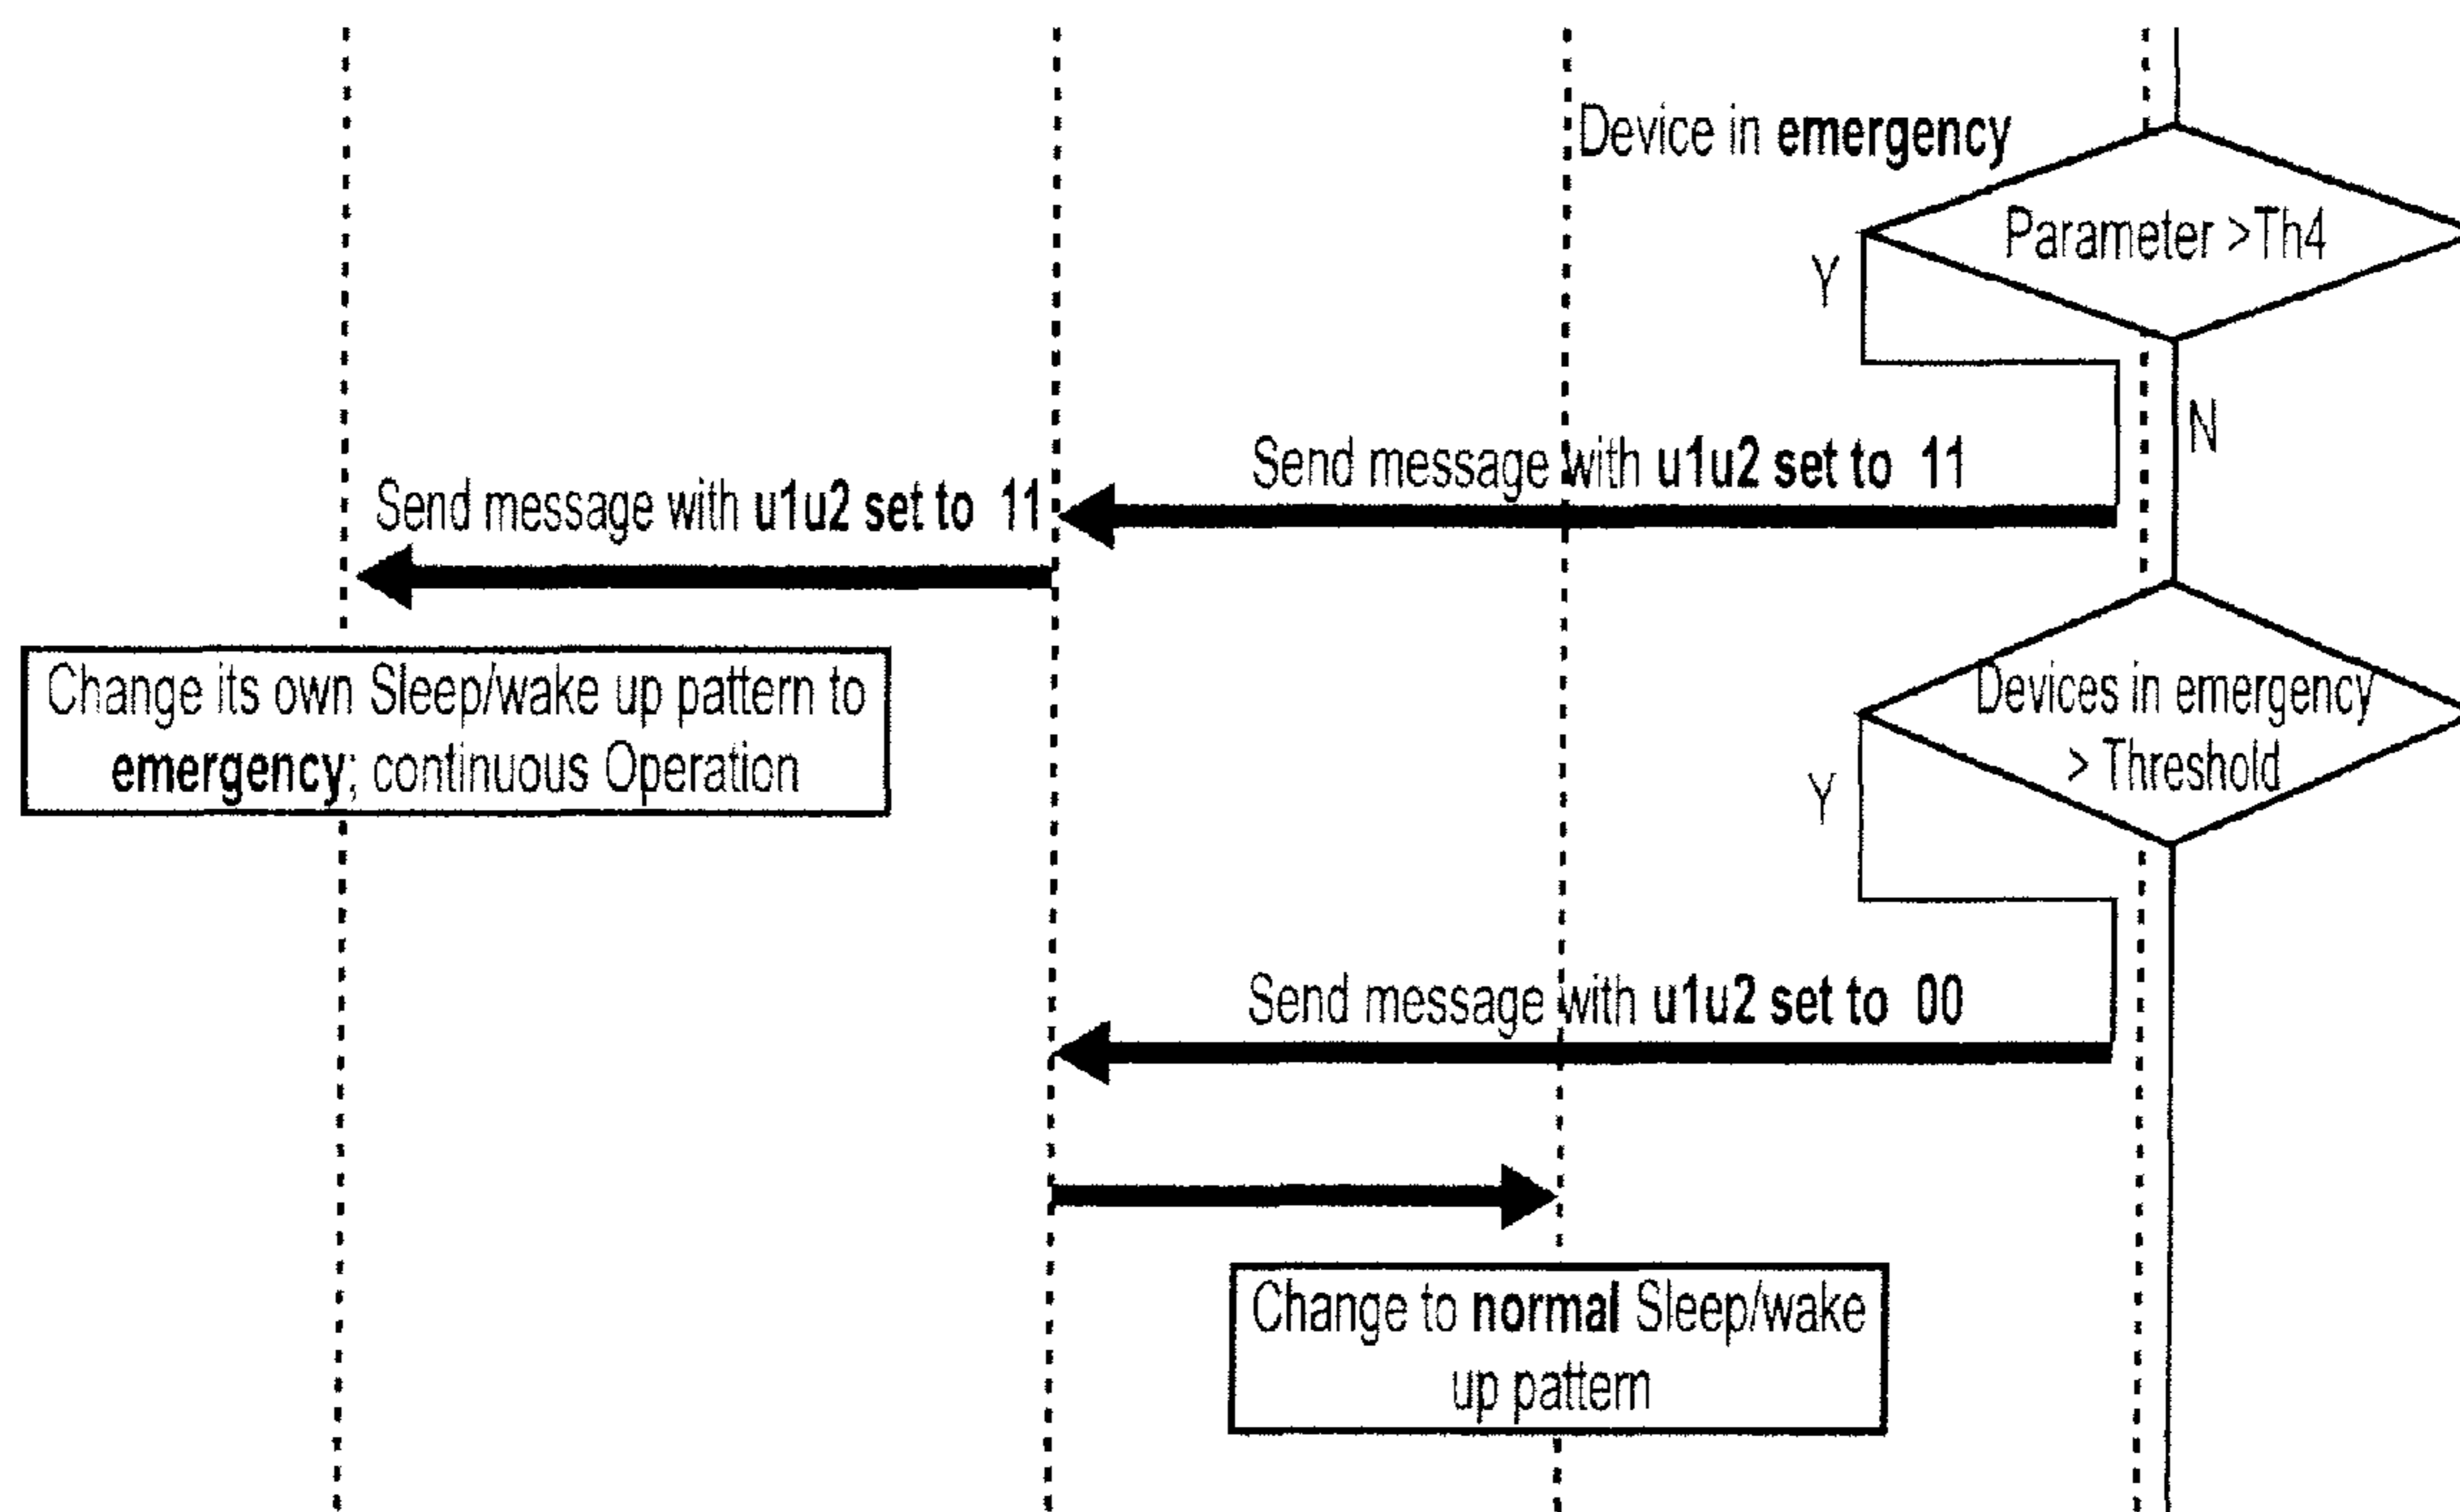 Device in emergency
Parameter >Th4
Y
N
Send message with u1u2 set to 11
Send message with u1u2 set to 11
Change its own Sleep/wake up pattern to
emergency; continuous Operation
Devices in emergency
> Threshold
Y
Send message with u1u2 set to 00
Change to normal Sleep/wake
up pattern